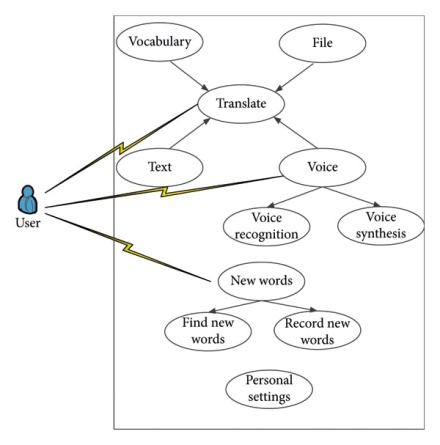 Vocabulary
File
Translate
Text
Voice
User
Voice
recognition
Voice
synthesis
New words
Find new
words
Record new
words
Personal
settings